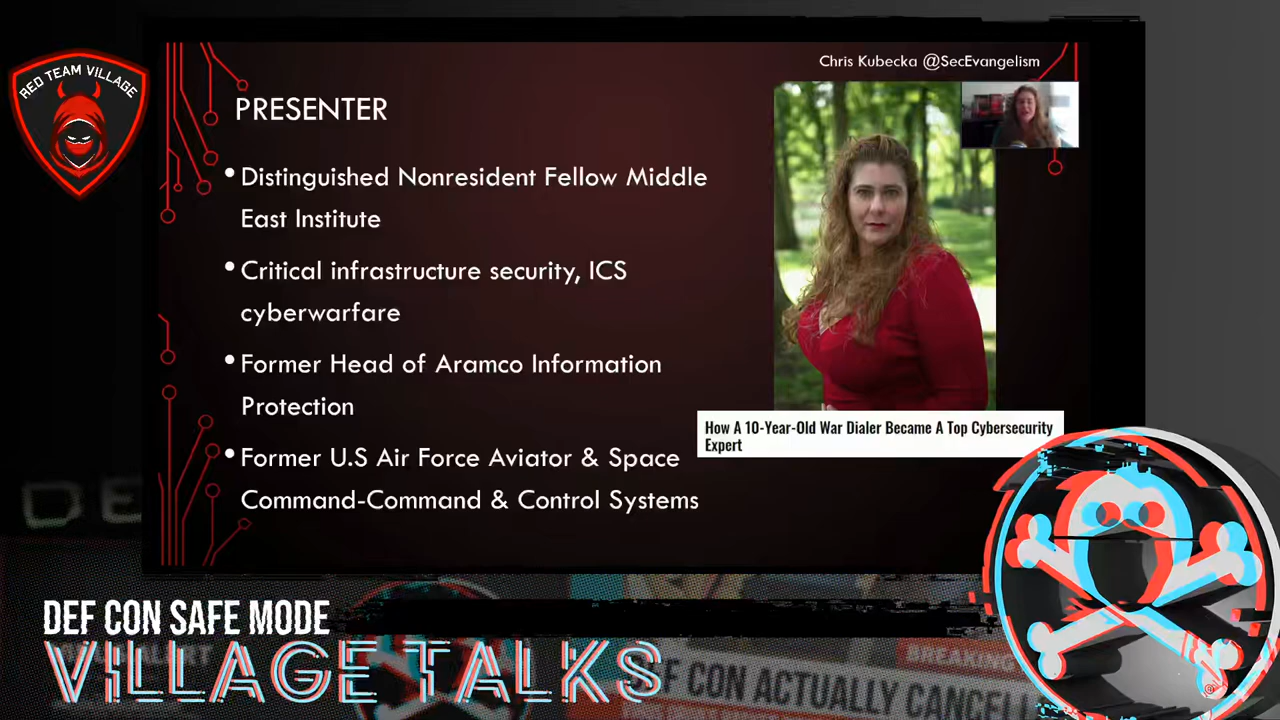 RED TEAM VILLAGE
Chris Kubecka @SecEvangelism
PRESENTER
• Distinguished Nonresident Fellow Middle
East Institute
• Critical infrastructure security, ICS
cyberwarfare
• Former Head of Aramco Information
Protection
• Former U.S Air Force Aviator & Space
Command-Command & Control Systems
How A 10-Year-Old War Dialer Became A Top Cybersecurity
Expert
DEF CON SAFE MODE
VILLAGE TALKS
BREAKING
DEF CON ACTUALLY CANCEL